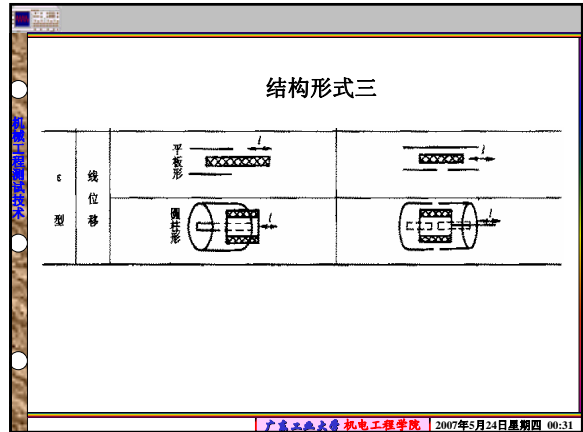 结构形式三
机械工程测试技术
ε型
线位移
平板形
l
l
圆柱形
l
l
广东工业大学 机电工程学院
2007年5月24日星期四 00:31